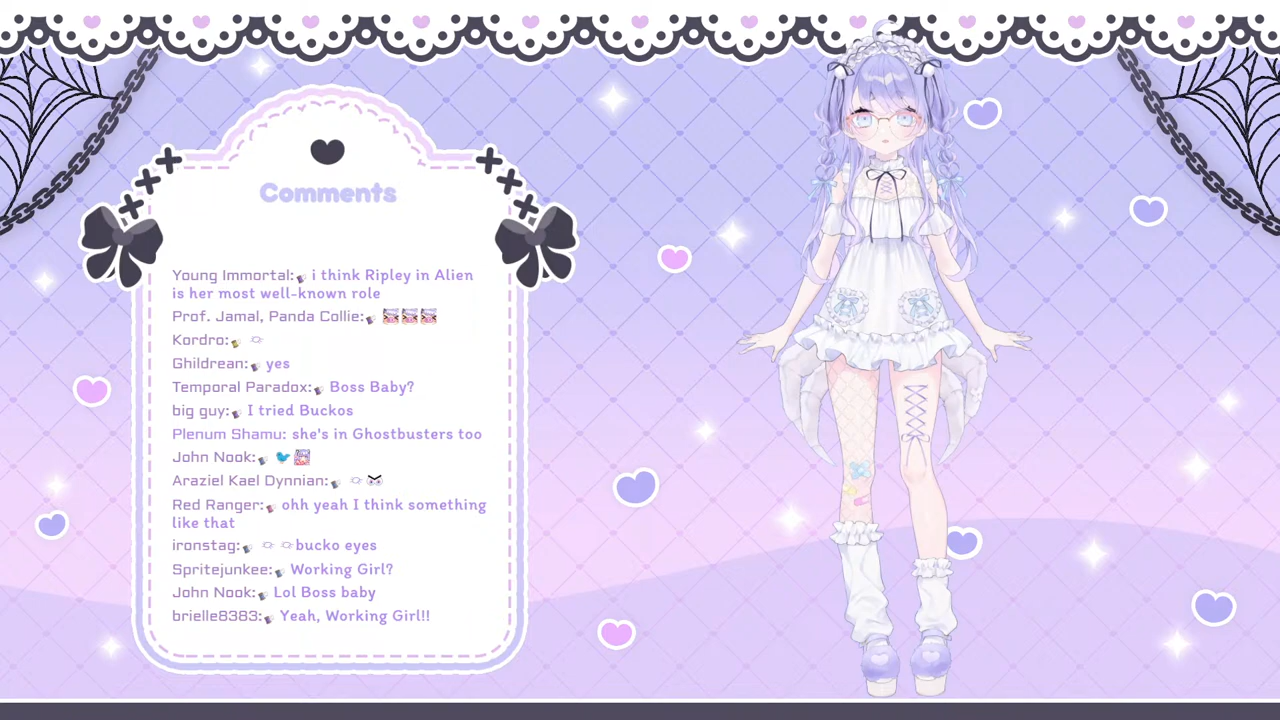 Comments
Young Immortal: i think Ripley in Alien
is her most well-known role
Prof. Jamal, Panda Collie:
Kordro:
Ghildrean: yes
Temporal Paradox: Boss Baby?
big guy: I tried Buckos
Plenum Shamu: she's in Ghostbusters too
John Nook:
Araziel Kael Dynnian:
Red Ranger: ohh yeah I think something
like that
ironstag: bucko eyes
Spritejunkee: Working Girl?
John Nook: Lol Boss baby
brielle8383: Yeah, Working Girl!!